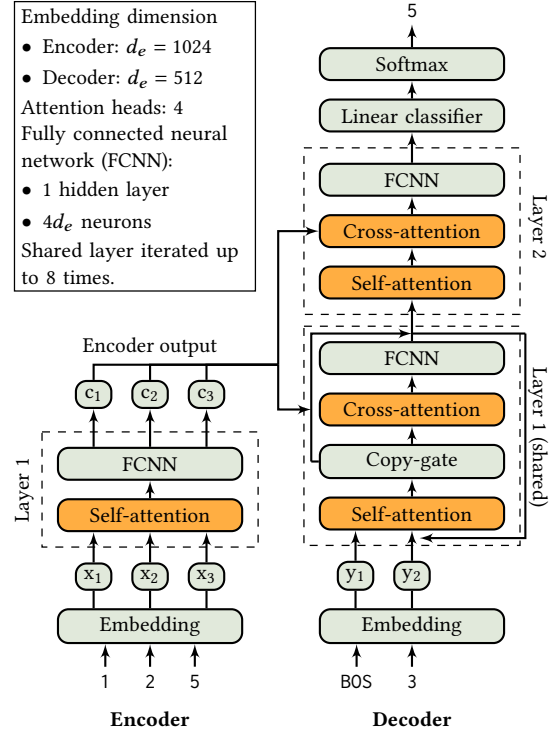 Embedding dimension
• Encoder: dₑ = 1024
• Decoder: dₑ = 512
Attention heads: 4
Fully connected neural
network (FCNN):
• 1 hidden layer
• 4dₑ neurons
Shared layer iterated up
to 8 times.
5
Softmax
Linear classifier
FCNN
Cross-attention
Self-attention
Layer 2
FCNN
Cross-attention
Copy-gate
Self-attention
Layer 1 (shared)
y₁ y₂
Embedding
BOS 3
Decoder
Encoder output
c₁ c₂ c₃
FCNN
Self-attention
Layer 1
x₁ x₂ x₃
Embedding
1 2 5
Encoder